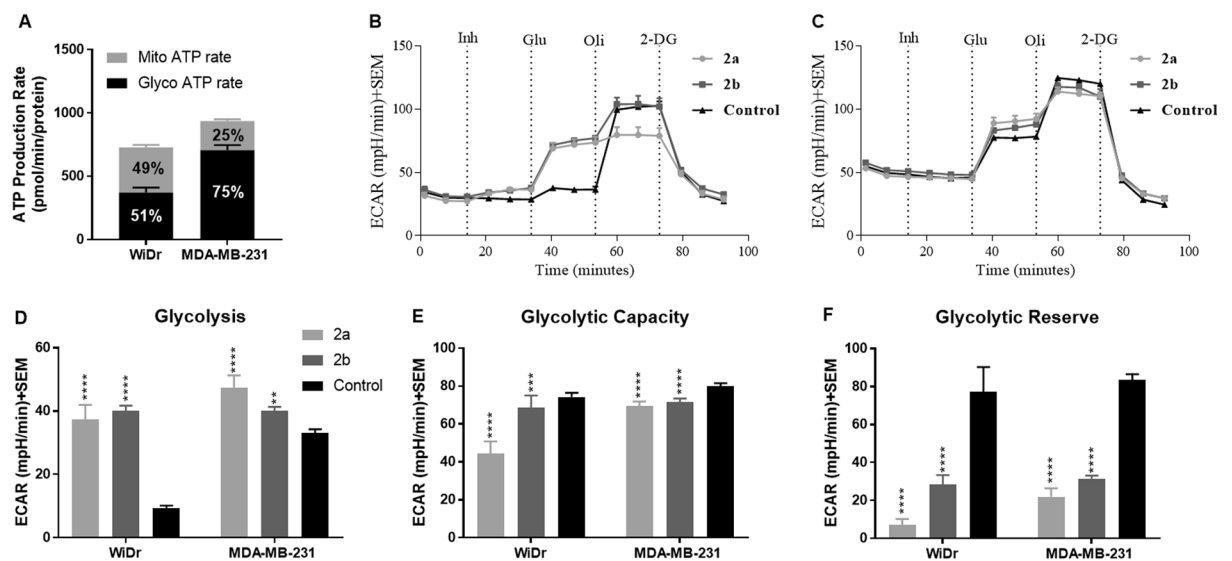 A
1500
1000
500
0
ATP Production Rate
(pmol/min/protein)
Mito ATP rate
Glyco ATP rate
49%
51%
25%
75%
WiDr
MDA-MB-231
B
Inh
Glu
Oli
2-DG
150
100
50
0
ECAR (mpH/min)+SEM
2a
2b
Control
0
20
40
60
80
100
Time (minutes)
C
Inh
Glu
Oli
2-DG
150
100
50
0
ECAR (mpH/min)+SEM
2a
2b
Control
0
20
40
60
80
100
Time (minutes)
D
Glycolysis
60
40
20
0
ECAR (mpH/min)+SEM
2a
2b
Control
****
****
****
**
WiDr
MDA-MB-231
E
Glycolytic Capacity
100
80
60
40
20
0
ECAR (mpH/min)+SEM
****
***
****
****
WiDr
MDA-MB-231
F
Glycolytic Reserve
100
80
60
40
20
0
ECAR (mpH/min)+SEM
****
****
****
****
WiDr
MDA-MB-231